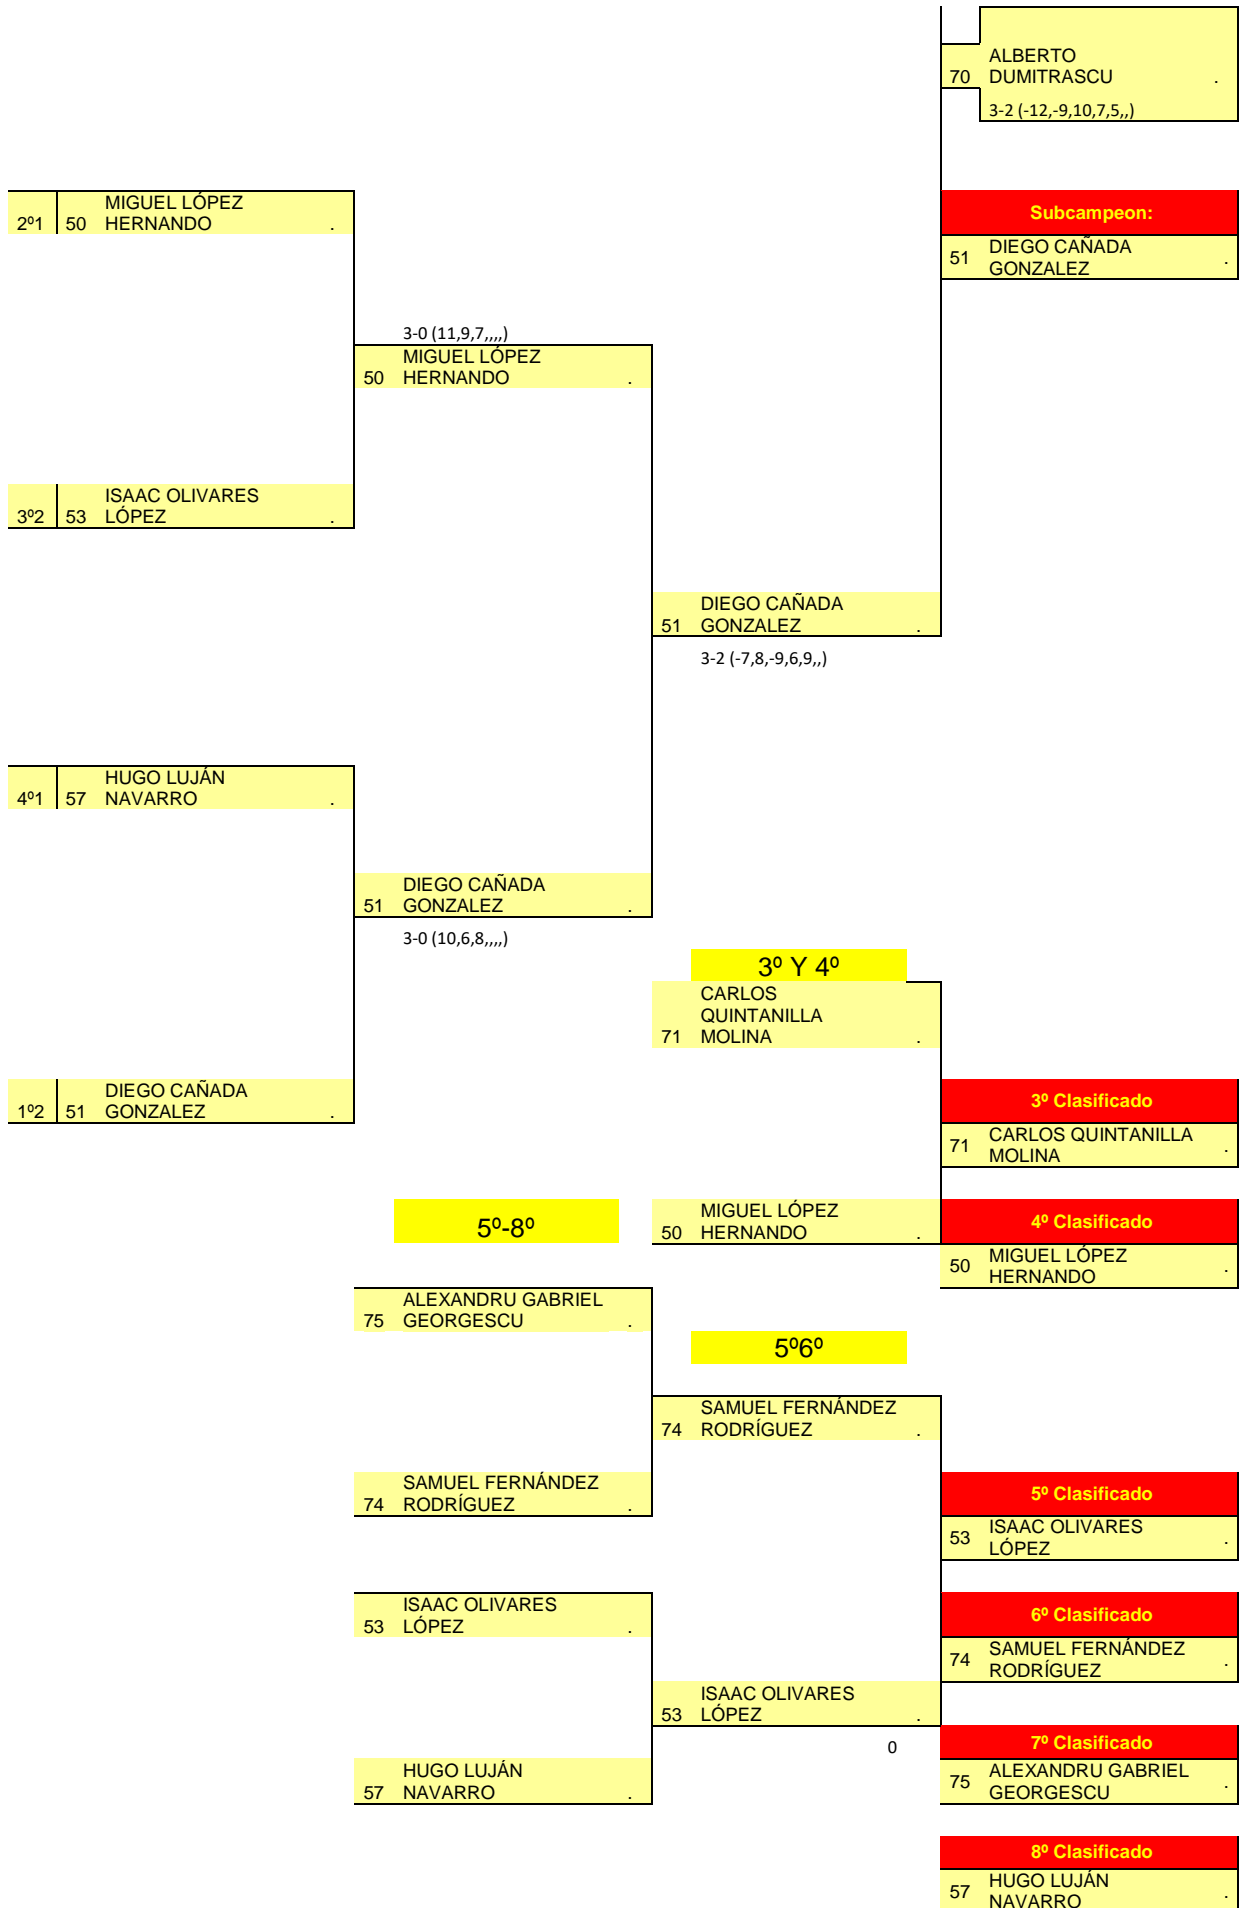 ALBERTO
70 DUMITRASCU .
3-2 (-12,-9,10,7,5,,)
MIGUEL LÓPEZ
2º1 50 HERNANDO .
Subcampeon:
DIEGO CAÑADA
51 GONZALEZ .
3-0 (11,9,7,,,,)
MIGUEL LÓPEZ
50 HERNANDO .
ISAAC OLIVARES
3º2 53 LÓPEZ .
DIEGO CAÑADA
51 GONZALEZ .
3-2 (-7,8,-9,6,9,,)
HUGO LUJÁN
4º1 57 NAVARRO .
DIEGO CAÑADA
51 GONZALEZ .
3-0 (10,6,8,,,,)
3º Y 4º
CARLOS
QUINTANILLA
71 MOLINA .
DIEGO CAÑADA
1º2 51 GONZALEZ .
3º Clasificado
CARLOS QUINTANILLA
71 MOLINA .
5º-8º
MIGUEL LÓPEZ
50 HERNANDO .
4º Clasificado
MIGUEL LÓPEZ
50 HERNANDO .
ALEXANDRU GABRIEL
75 GEORGESCU .
5º6º
SAMUEL FERNÁNDEZ
74 RODRÍGUEZ .
SAMUEL FERNÁNDEZ
74 RODRÍGUEZ .
5º Clasificado
ISAAC OLIVARES
53 LÓPEZ .
ISAAC OLIVARES
53 LÓPEZ .
6º Clasificado
SAMUEL FERNÁNDEZ
74 RODRÍGUEZ .
ISAAC OLIVARES
53 LÓPEZ .
0
7º Clasificado
HUGO LUJÁN
57 NAVARRO .
ALEXANDRU GABRIEL
75 GEORGESCU .
8º Clasificado
HUGO LUJÁN
57 NAVARRO .